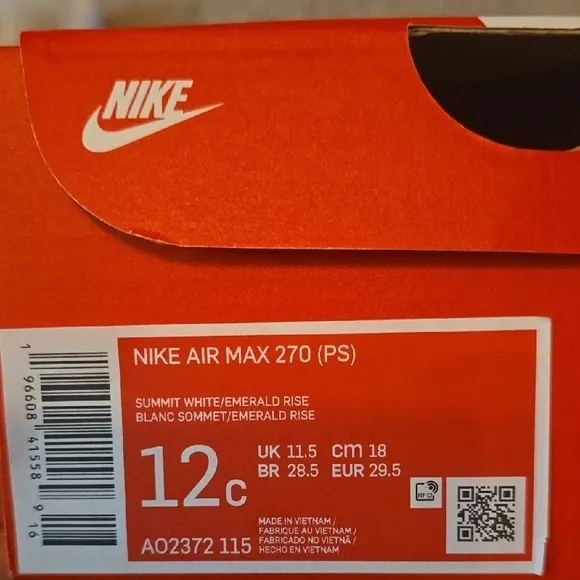 NIKE
NIKE AIR MAX 270 (PS)
SUMMIT WHITE/EMERALD RISE
BLANC SOMMET/EMERALD RISE
12C
UK 11.5 cm 18
BR 28.5 EUR 29.5
RFID
AO2372 115
MADE IN VIETNAM /
FABRIQUE AU VIETNAM /
FABRICADO NO VIETNÃ /
HECHO EN VIETNAM
1 96608 41558 9 16